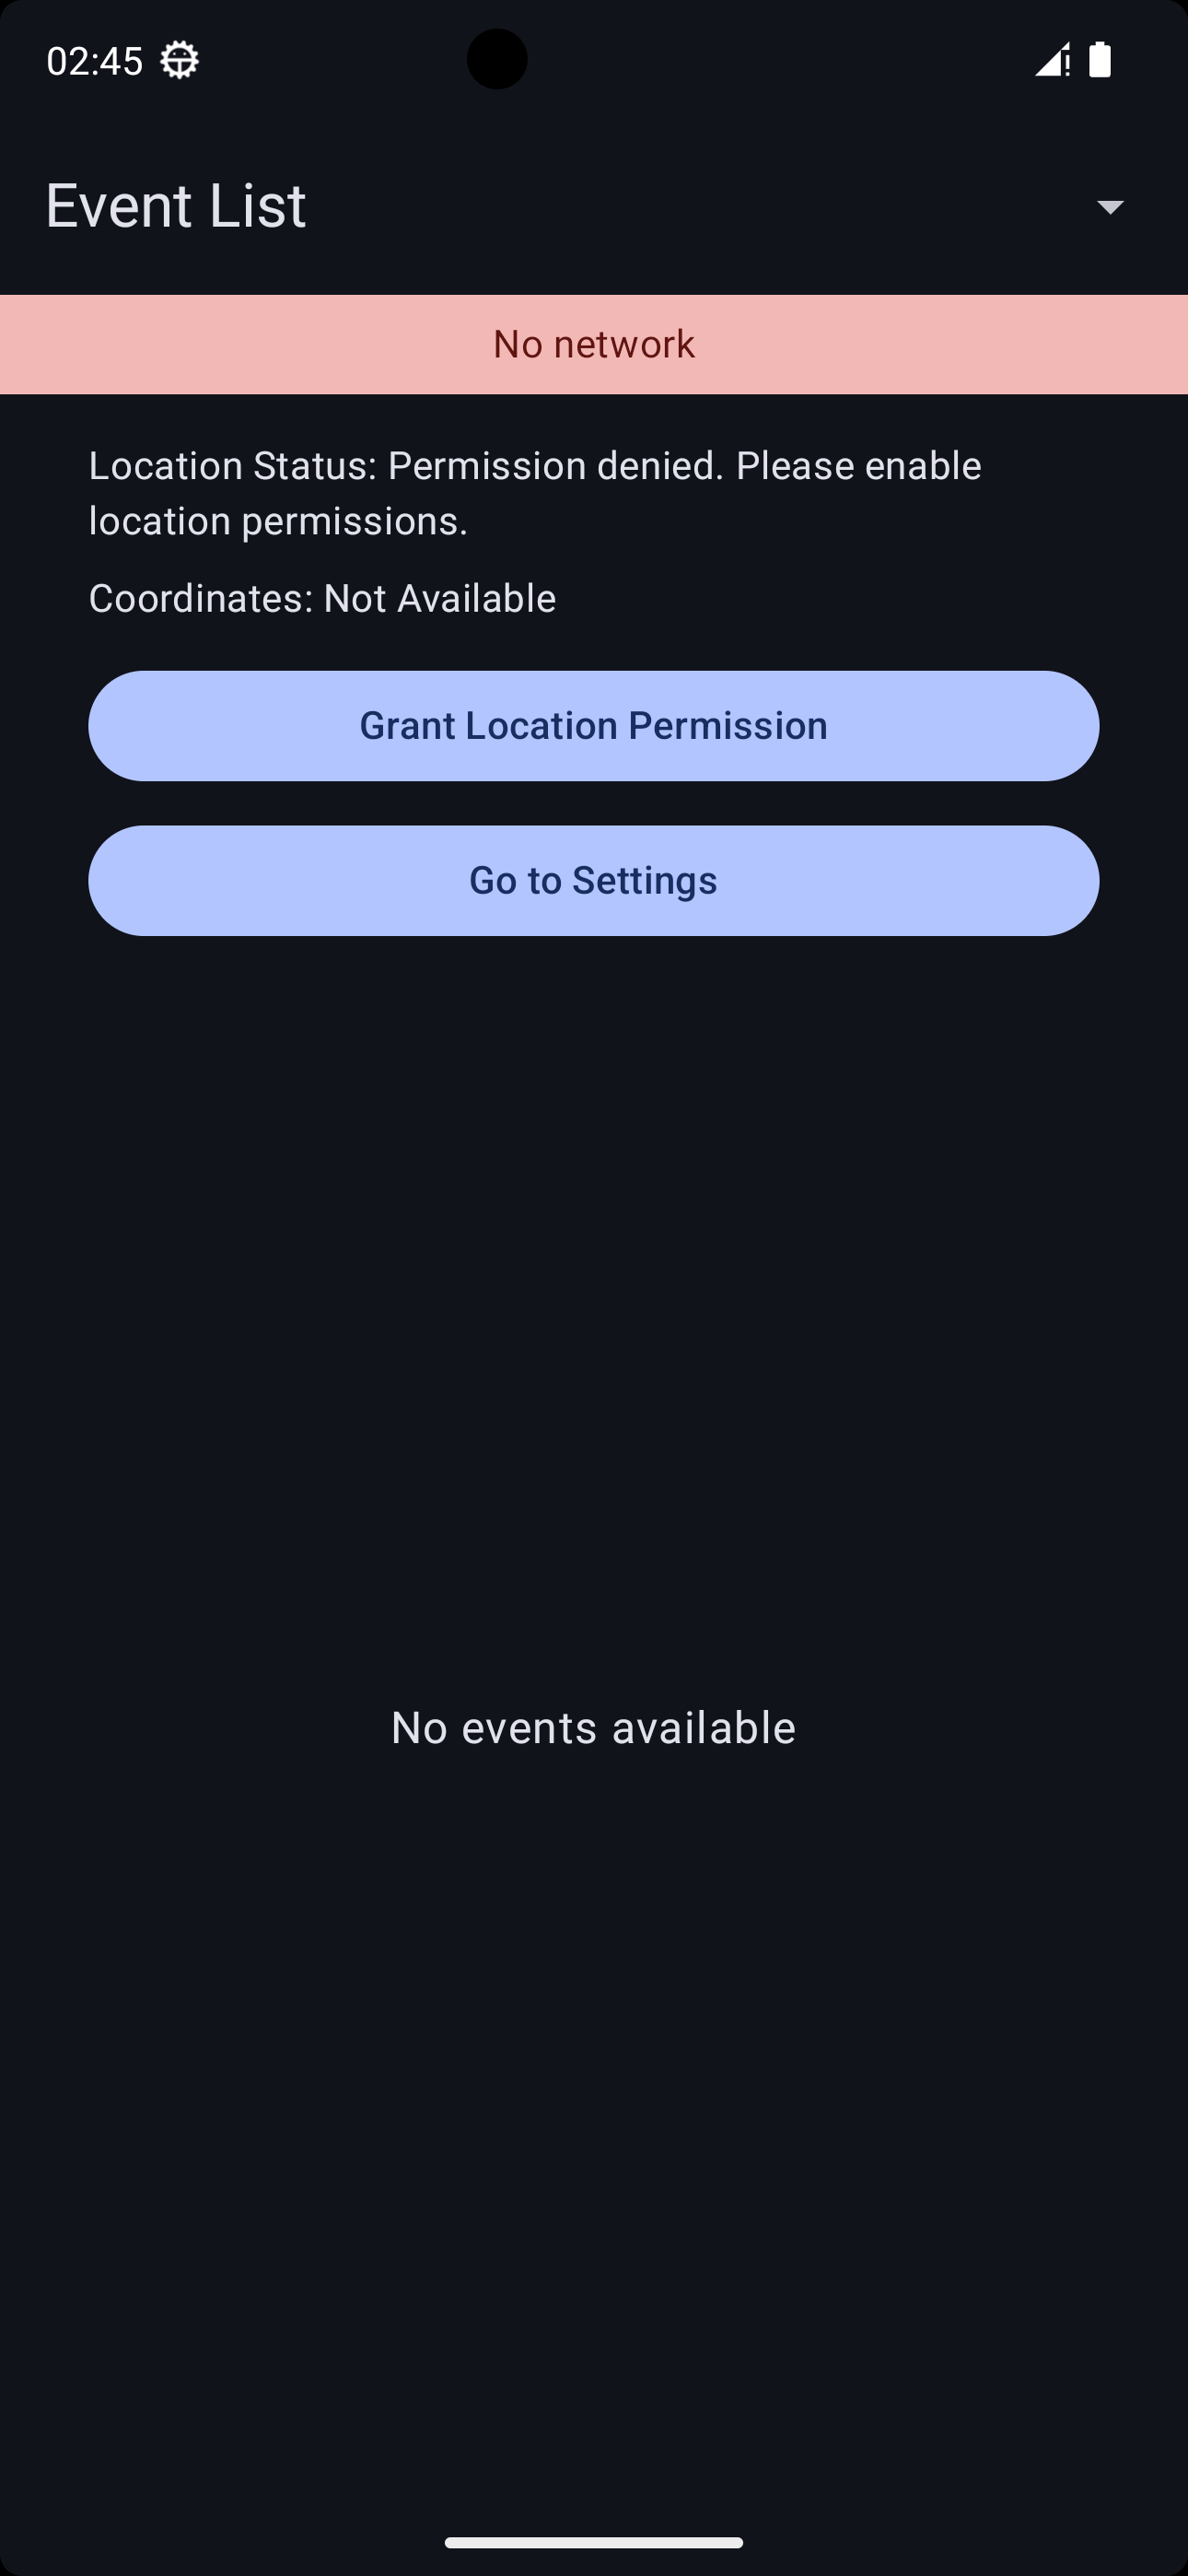 02:45
Event List
No network
Location Status: Permission denied. Please enable
location permissions.
Coordinates: Not Available
Grant Location Permission
Go to Settings
No events available